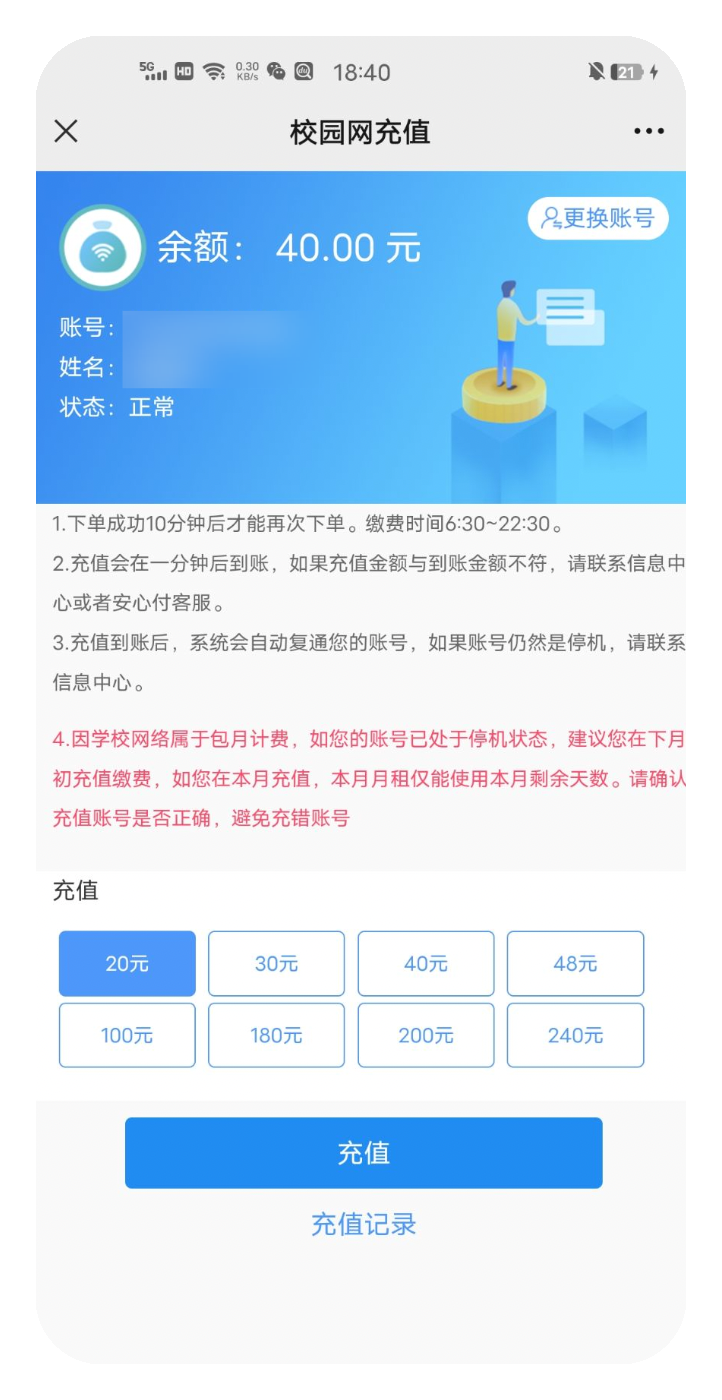 5G HD 0.30 KB/s 18:40 21
校园网充值
更换账号
余额： 40.00 元
账号：
姓名：
状态：正常
1.下单成功10分钟后才能再次下单。缴费时间6:30~22:30。
2.充值会在一分钟后到账，如果充值金额与到账金额不符，请联系信息中
心或者安心付客服。
3.充值到账后，系统会自动复通您的账号，如果账号仍然是停机，请联系
信息中心。
4.因学校网络属于包月计费，如您的账号已处于停机状态，建议您在下月
初充值缴费，如您在本月充值，本月月租仅能使用本月剩余天数。请确认
充值账号是否正确，避免充错账号
充值
20元 30元 40元 48元
100元 180元 200元 240元
充值
充值记录